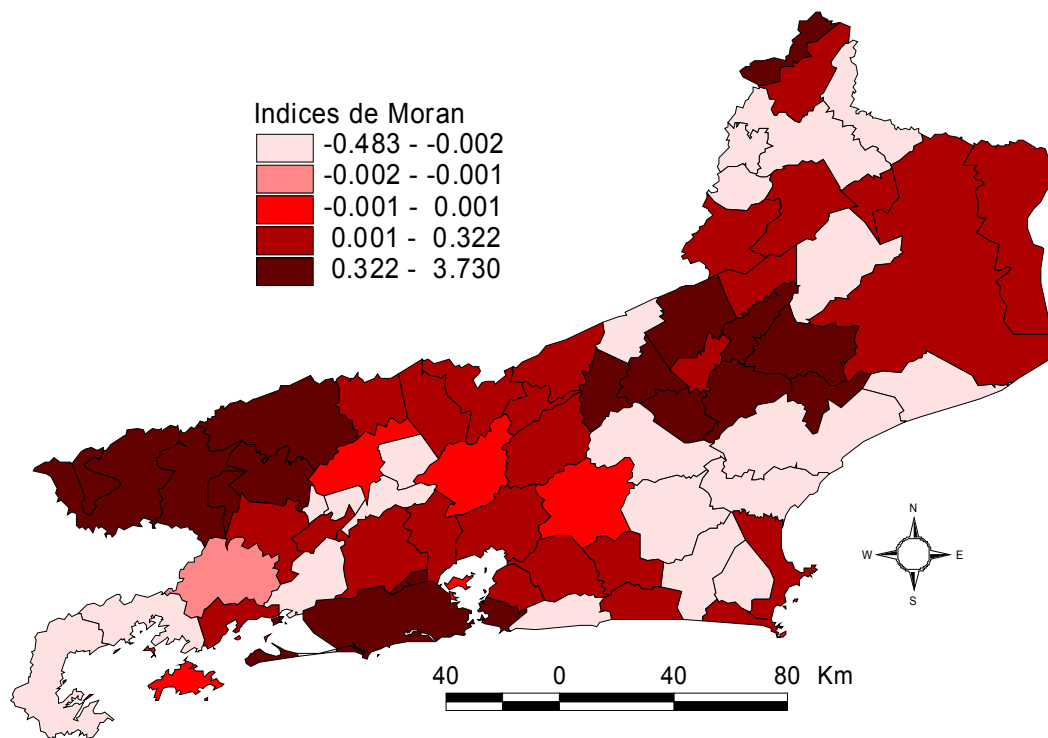 Indices de Moran
-0.483 - -0.002
-0.002 - -0.001
-0.001 - 0.001
0.001 - 0.322
0.322 - 3.730
N
W E
S
40 0 40 80 Km